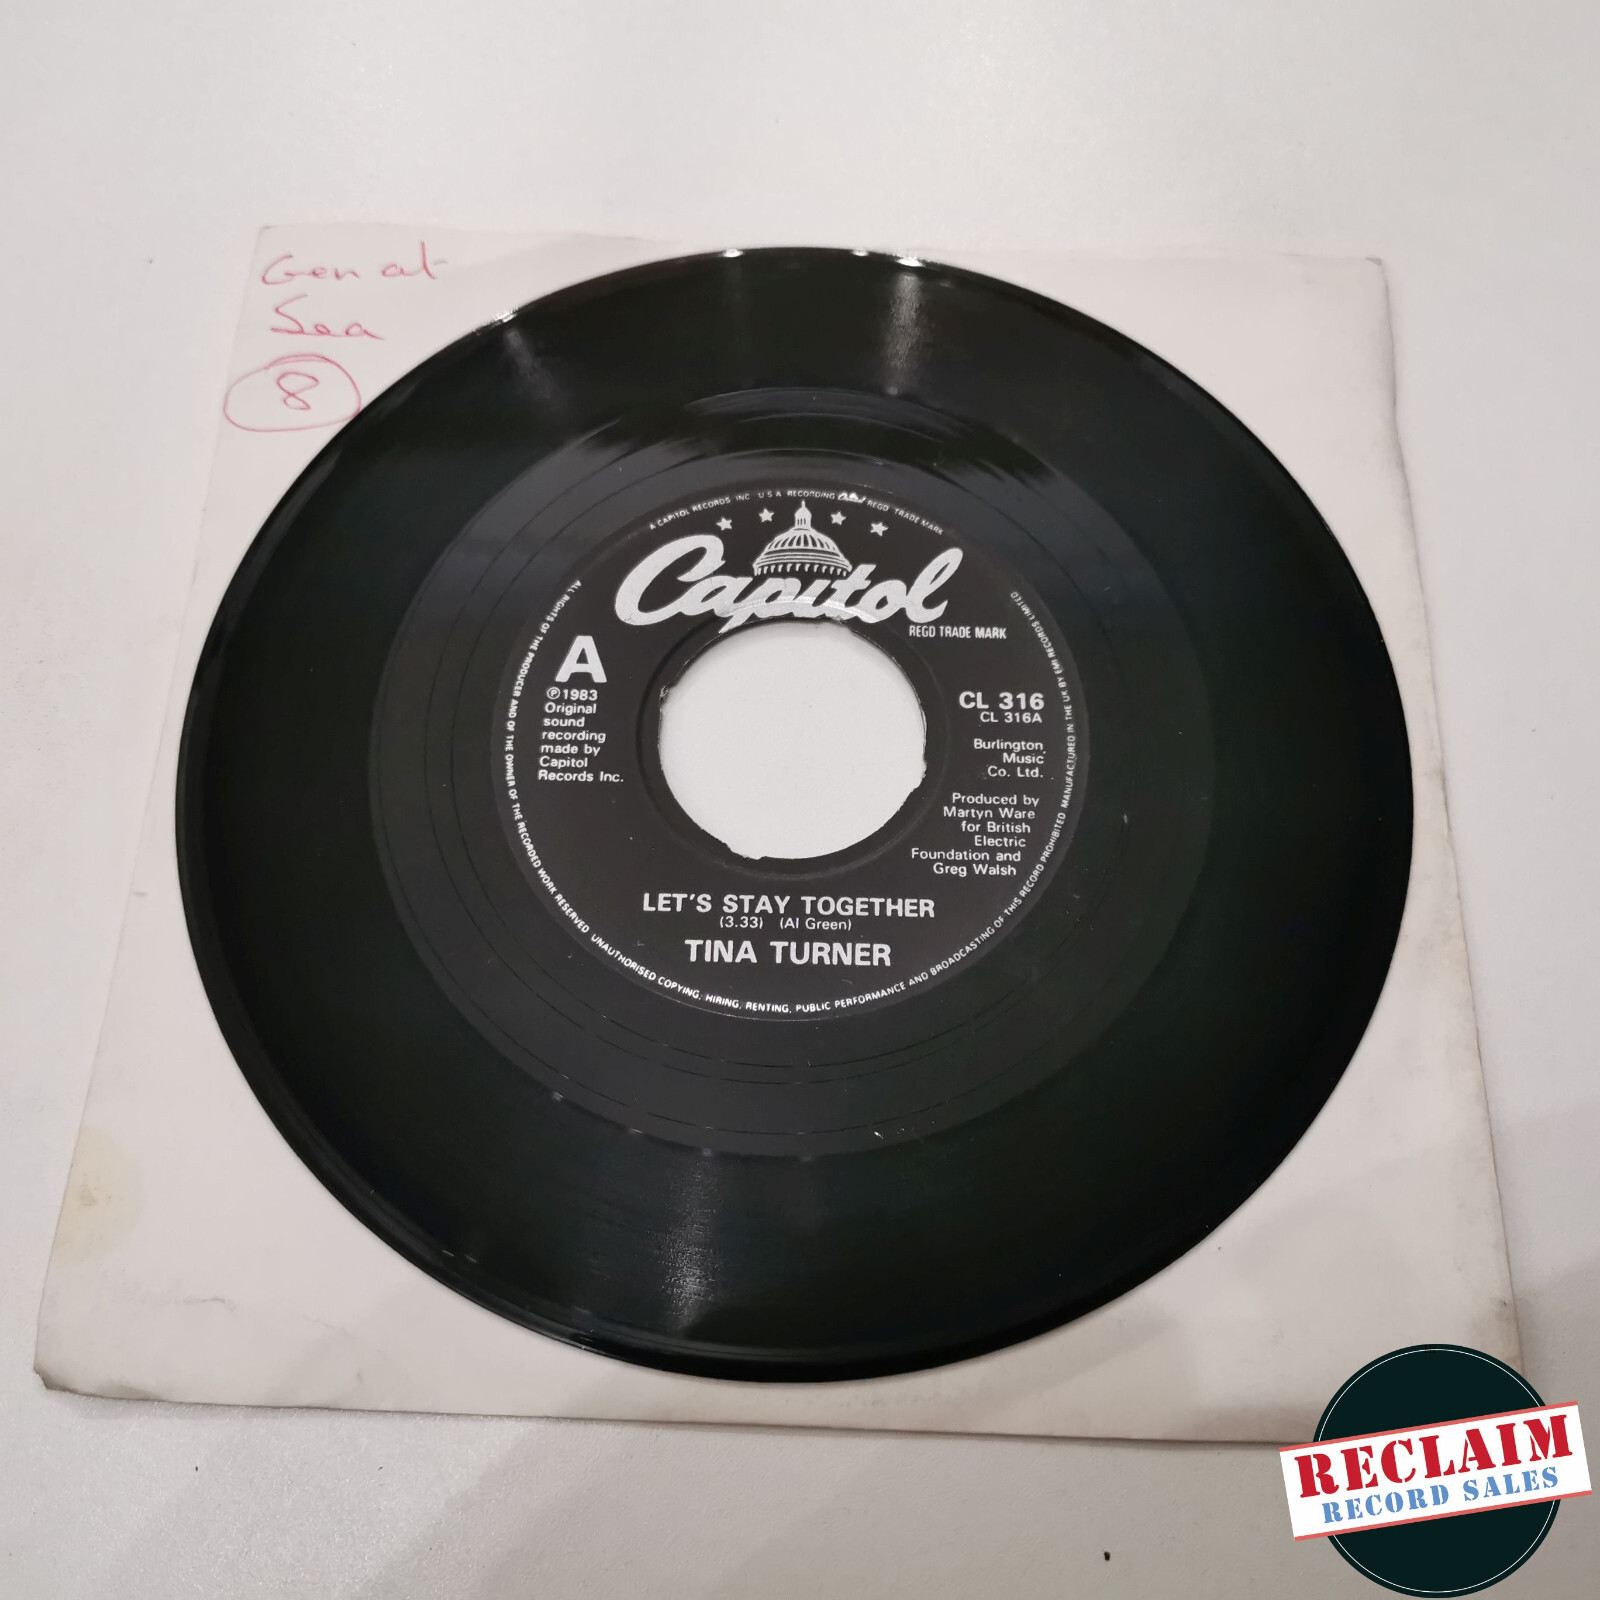 Gen at
Sea
8
A CAPITOL RECORDS INC. U S A RECORDING REGD TRADE MARK
Capitol
REGD TRADE MARK
A
℗1983
Original
sound
recording
made by
Capitol
Records Inc.
CL 316
CL 316A
Burlington
Music
Co. Ltd.
Produced by
Martyn Ware
for British
Electric
Foundation and
Greg Walsh
LET'S STAY TOGETHER
(3.33) (Al Green)
TINA TURNER
ALL RIGHTS OF THE PRODUCER AND OF THE OWNER OF THE RECORDED WORK RESERVED UNAUTHORISED COPYING, HIRING, RENTING, PUBLIC PERFORMANCE AND BROADCASTING OF THIS RECORD PROHIBITED MANUFACTURED IN THE UK BY EMI RECORDS LIMITED
RECLAIM
RECORD SALES